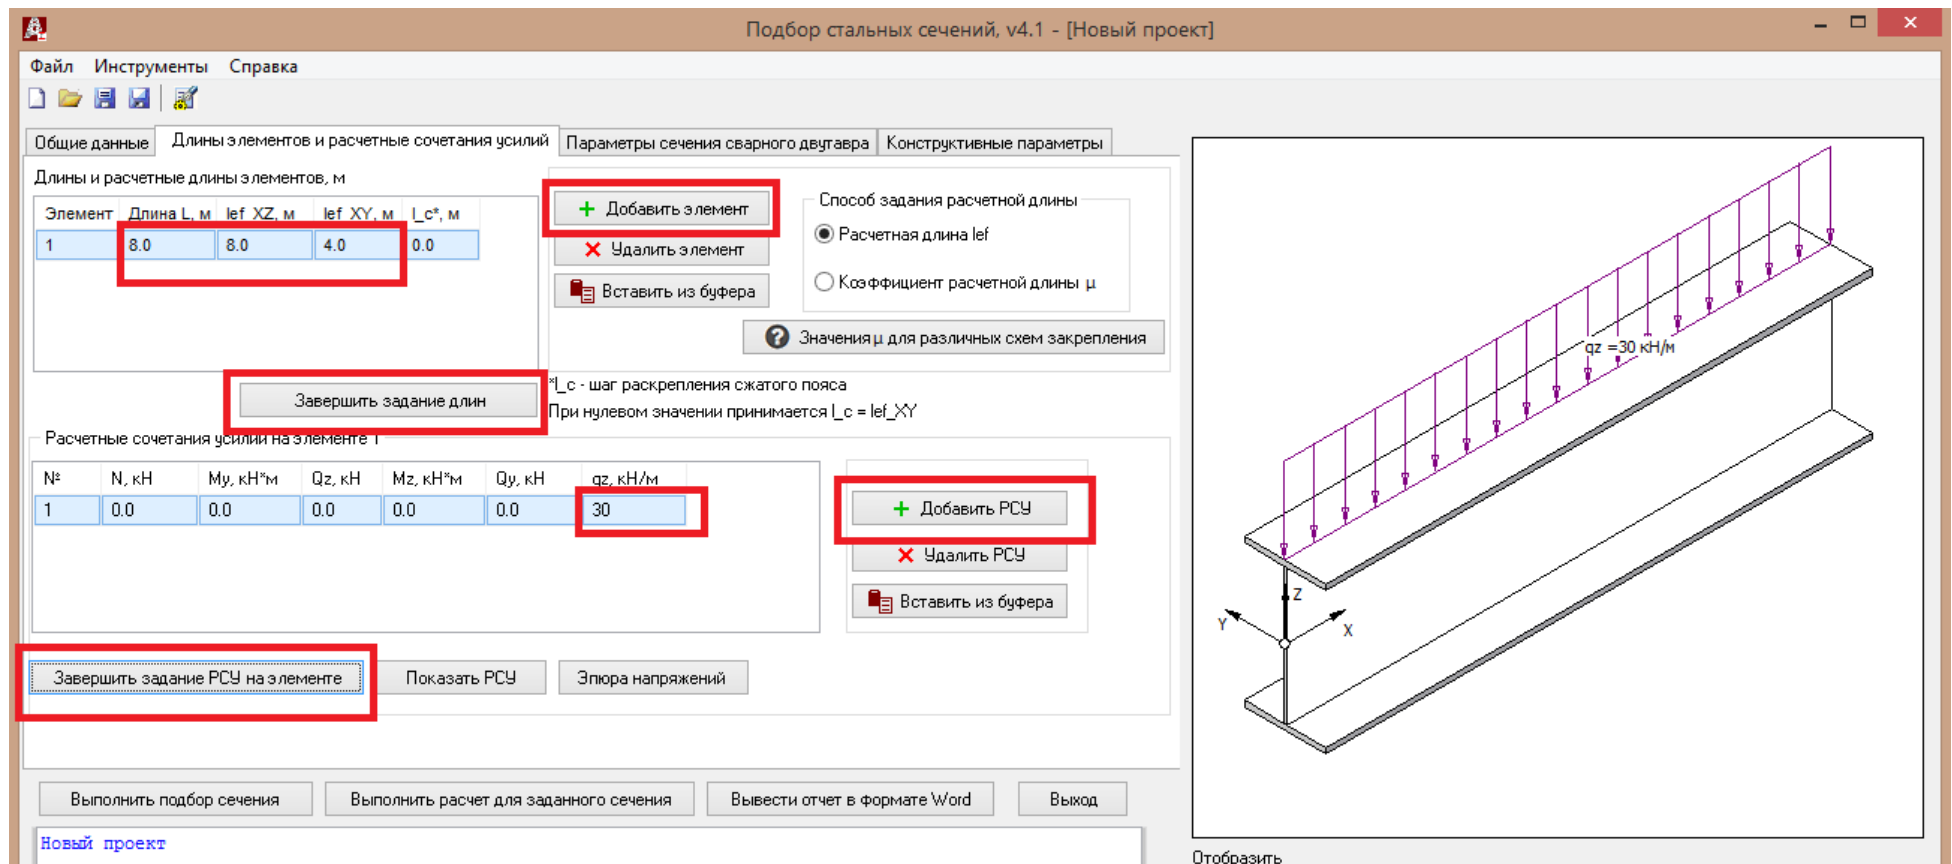 Подбор стальных сечений, v4.1 - [Новый проект]
Файл Инструменты Справка
Общие данные Длины элементов и расчетные сочетания усилий Параметры сечения сварного двутавра Конструктивные параметры
Длины и расчетные длины элементов, м
Элемент Длина L, м lef_XZ, м lef_XY, м l_c*, м
1 8.0 8.0 4.0 0.0
Добавить элемент
Удалить элемент
Вставить из буфера
Способ задания расчетной длины
Расчетная длина lef
Коэффициент расчетной длины μ
Значения μ для различных схем закрепления
Завершить задание длин
*l_c - шаг раскрепления сжатого пояса
При нулевом значении принимается l_c = lef_XY
Расчетные сочетания усилий на элементе 1
№ N, кН My, кН*м Qz, кН Mz, кН*м Qy, кН qz, кН/м
1 0.0 0.0 0.0 0.0 0.0 30
Добавить РСУ
Удалить РСУ
Вставить из буфера
Завершить задание РСУ на элементе Показать РСУ Эпюра напряжений
Выполнить подбор сечения Выполнить расчет для заданного сечения Вывести отчет в формате Word Выход
Новый проект
qz =30 кН/м
Z
Y
X
Отобразить